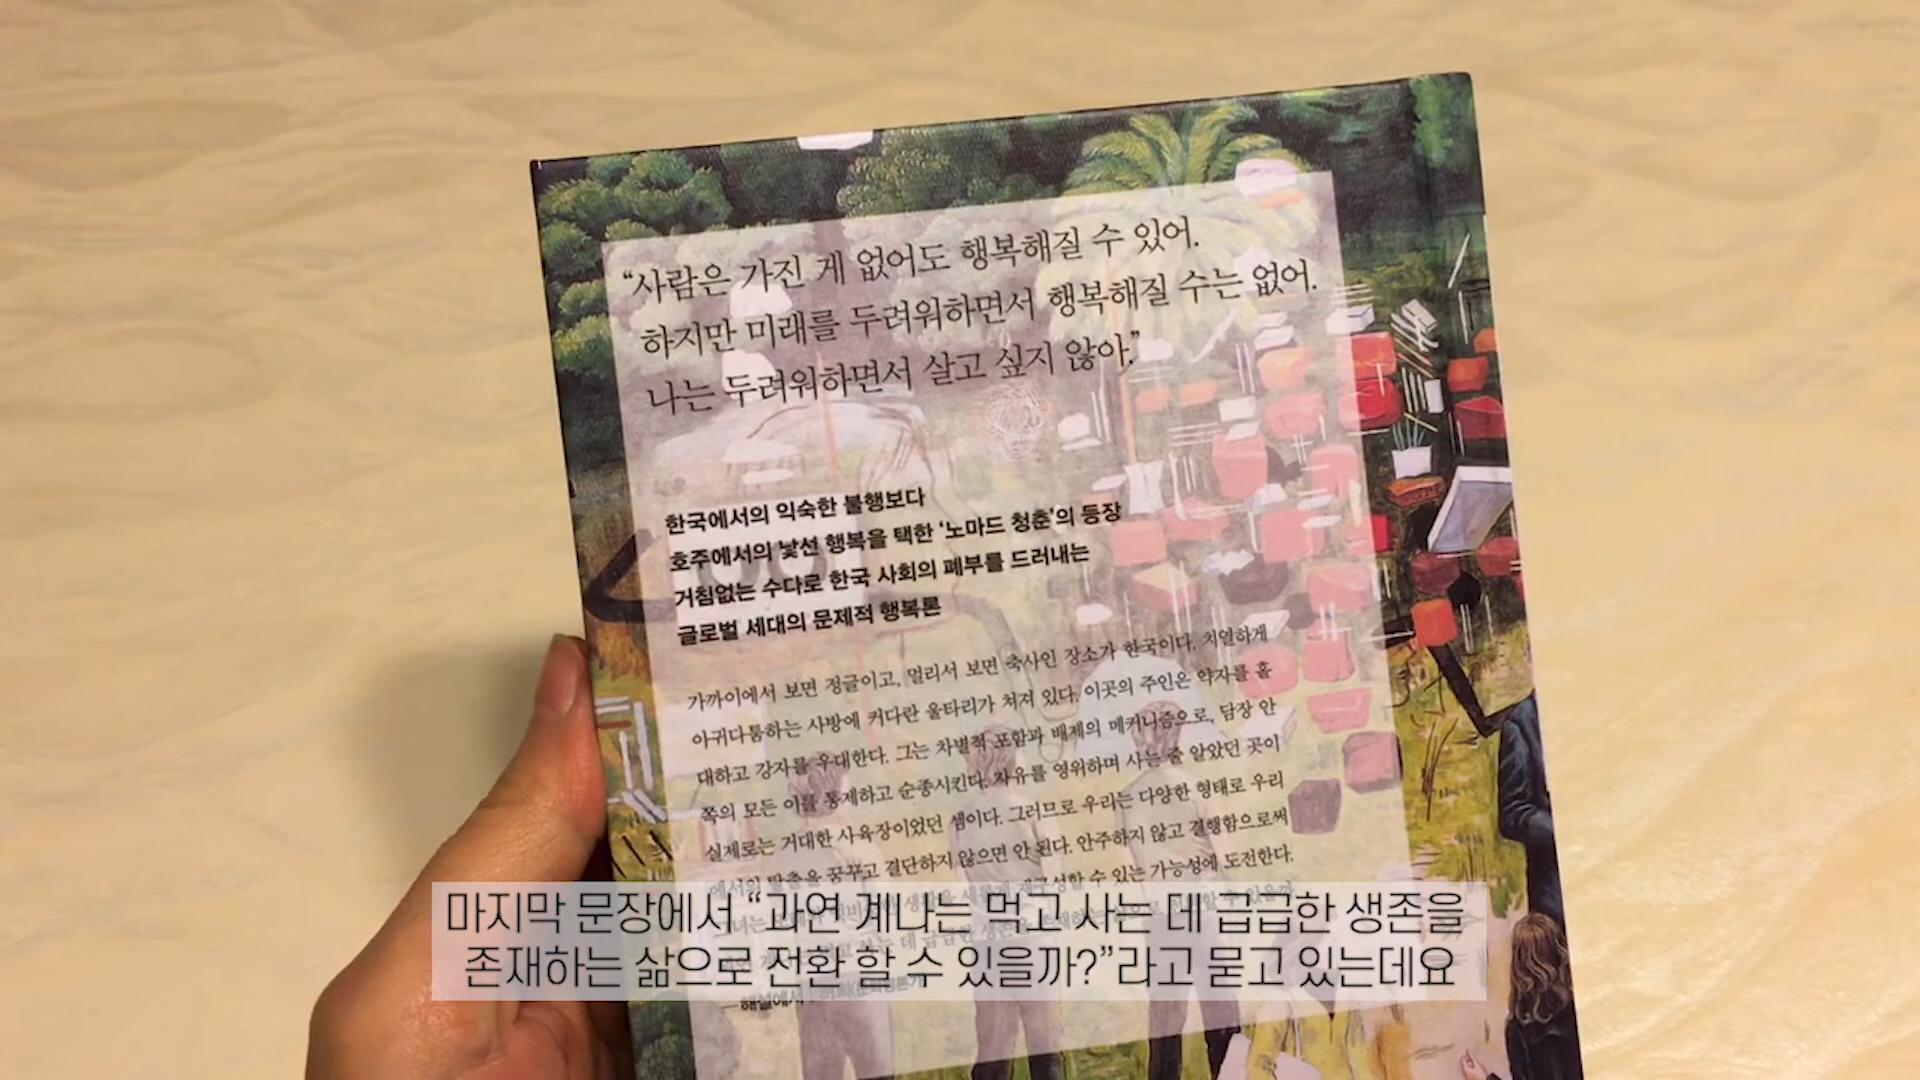 “사람은 가진 게 없어도 행복해질 수 있어.
하지만 미래를 두려워하면서 행복해질 수는 없어.
나는 두려워하면서 살고 싶지 않아.”
한국에서의 익숙한 불행보다
호주에서의 낯선 행복을 택한 ‘노마드 청춘’의 등장
거침없는 수다로 한국 사회의 폐부를 드러내는
글로벌 세대의 문제적 행복론
가까이에서 보면 정글이고, 멀리서 보면 축사인 장소가 한국이다. 치열하게
아귀다툼하는 사방에 커다란 울타리가 쳐져 있다. 이곳의 주인은 약자를 홀
대하고 강자를 우대한다. 그는 차별적 포함과 배제의 메커니즘으로, 담장 안
쪽의 모든 이를 통제하고 순종시킨다. 자유를 영위하며 사는 줄 알았던 곳이
실제로는 거대한 사육장이었던 셈이다. 그러므로 우리는 다양한 형태로 우리
에서의 탈출을 꿈꾸고 결단하지 않으면 안 된다. 안주하지 않고 결행함으로써
재구성할 수 있는 가능성에 도전한다.
마지막 문장에서 “과연 계나는 먹고 사는 데 급급한 생존을
존재하는 삶으로 전환 할 수 있을까?”라고 묻고 있는데요
— 해설에서